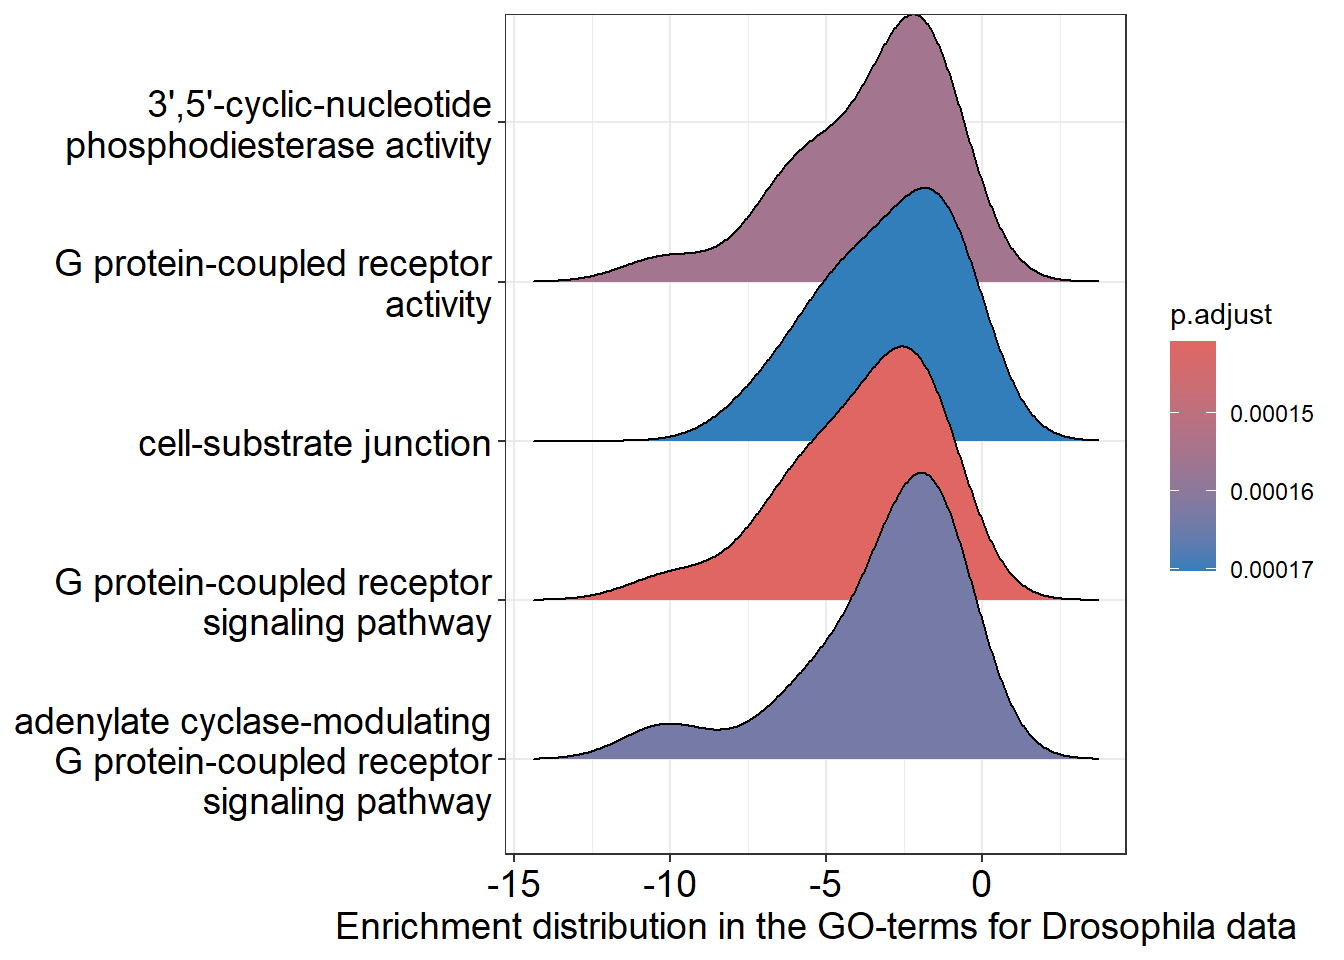 3',5'-cyclic-nucleotide
phosphodiesterase activity
G protein-coupled receptor
activity
cell-substrate junction
G protein-coupled receptor
signaling pathway
adenylate cyclase-modulating
G protein-coupled receptor
signaling pathway
-15 -10 -5 0
Enrichment distribution in the GO-terms for Drosophila data
p.adjust
0.00015
0.00016
0.00017